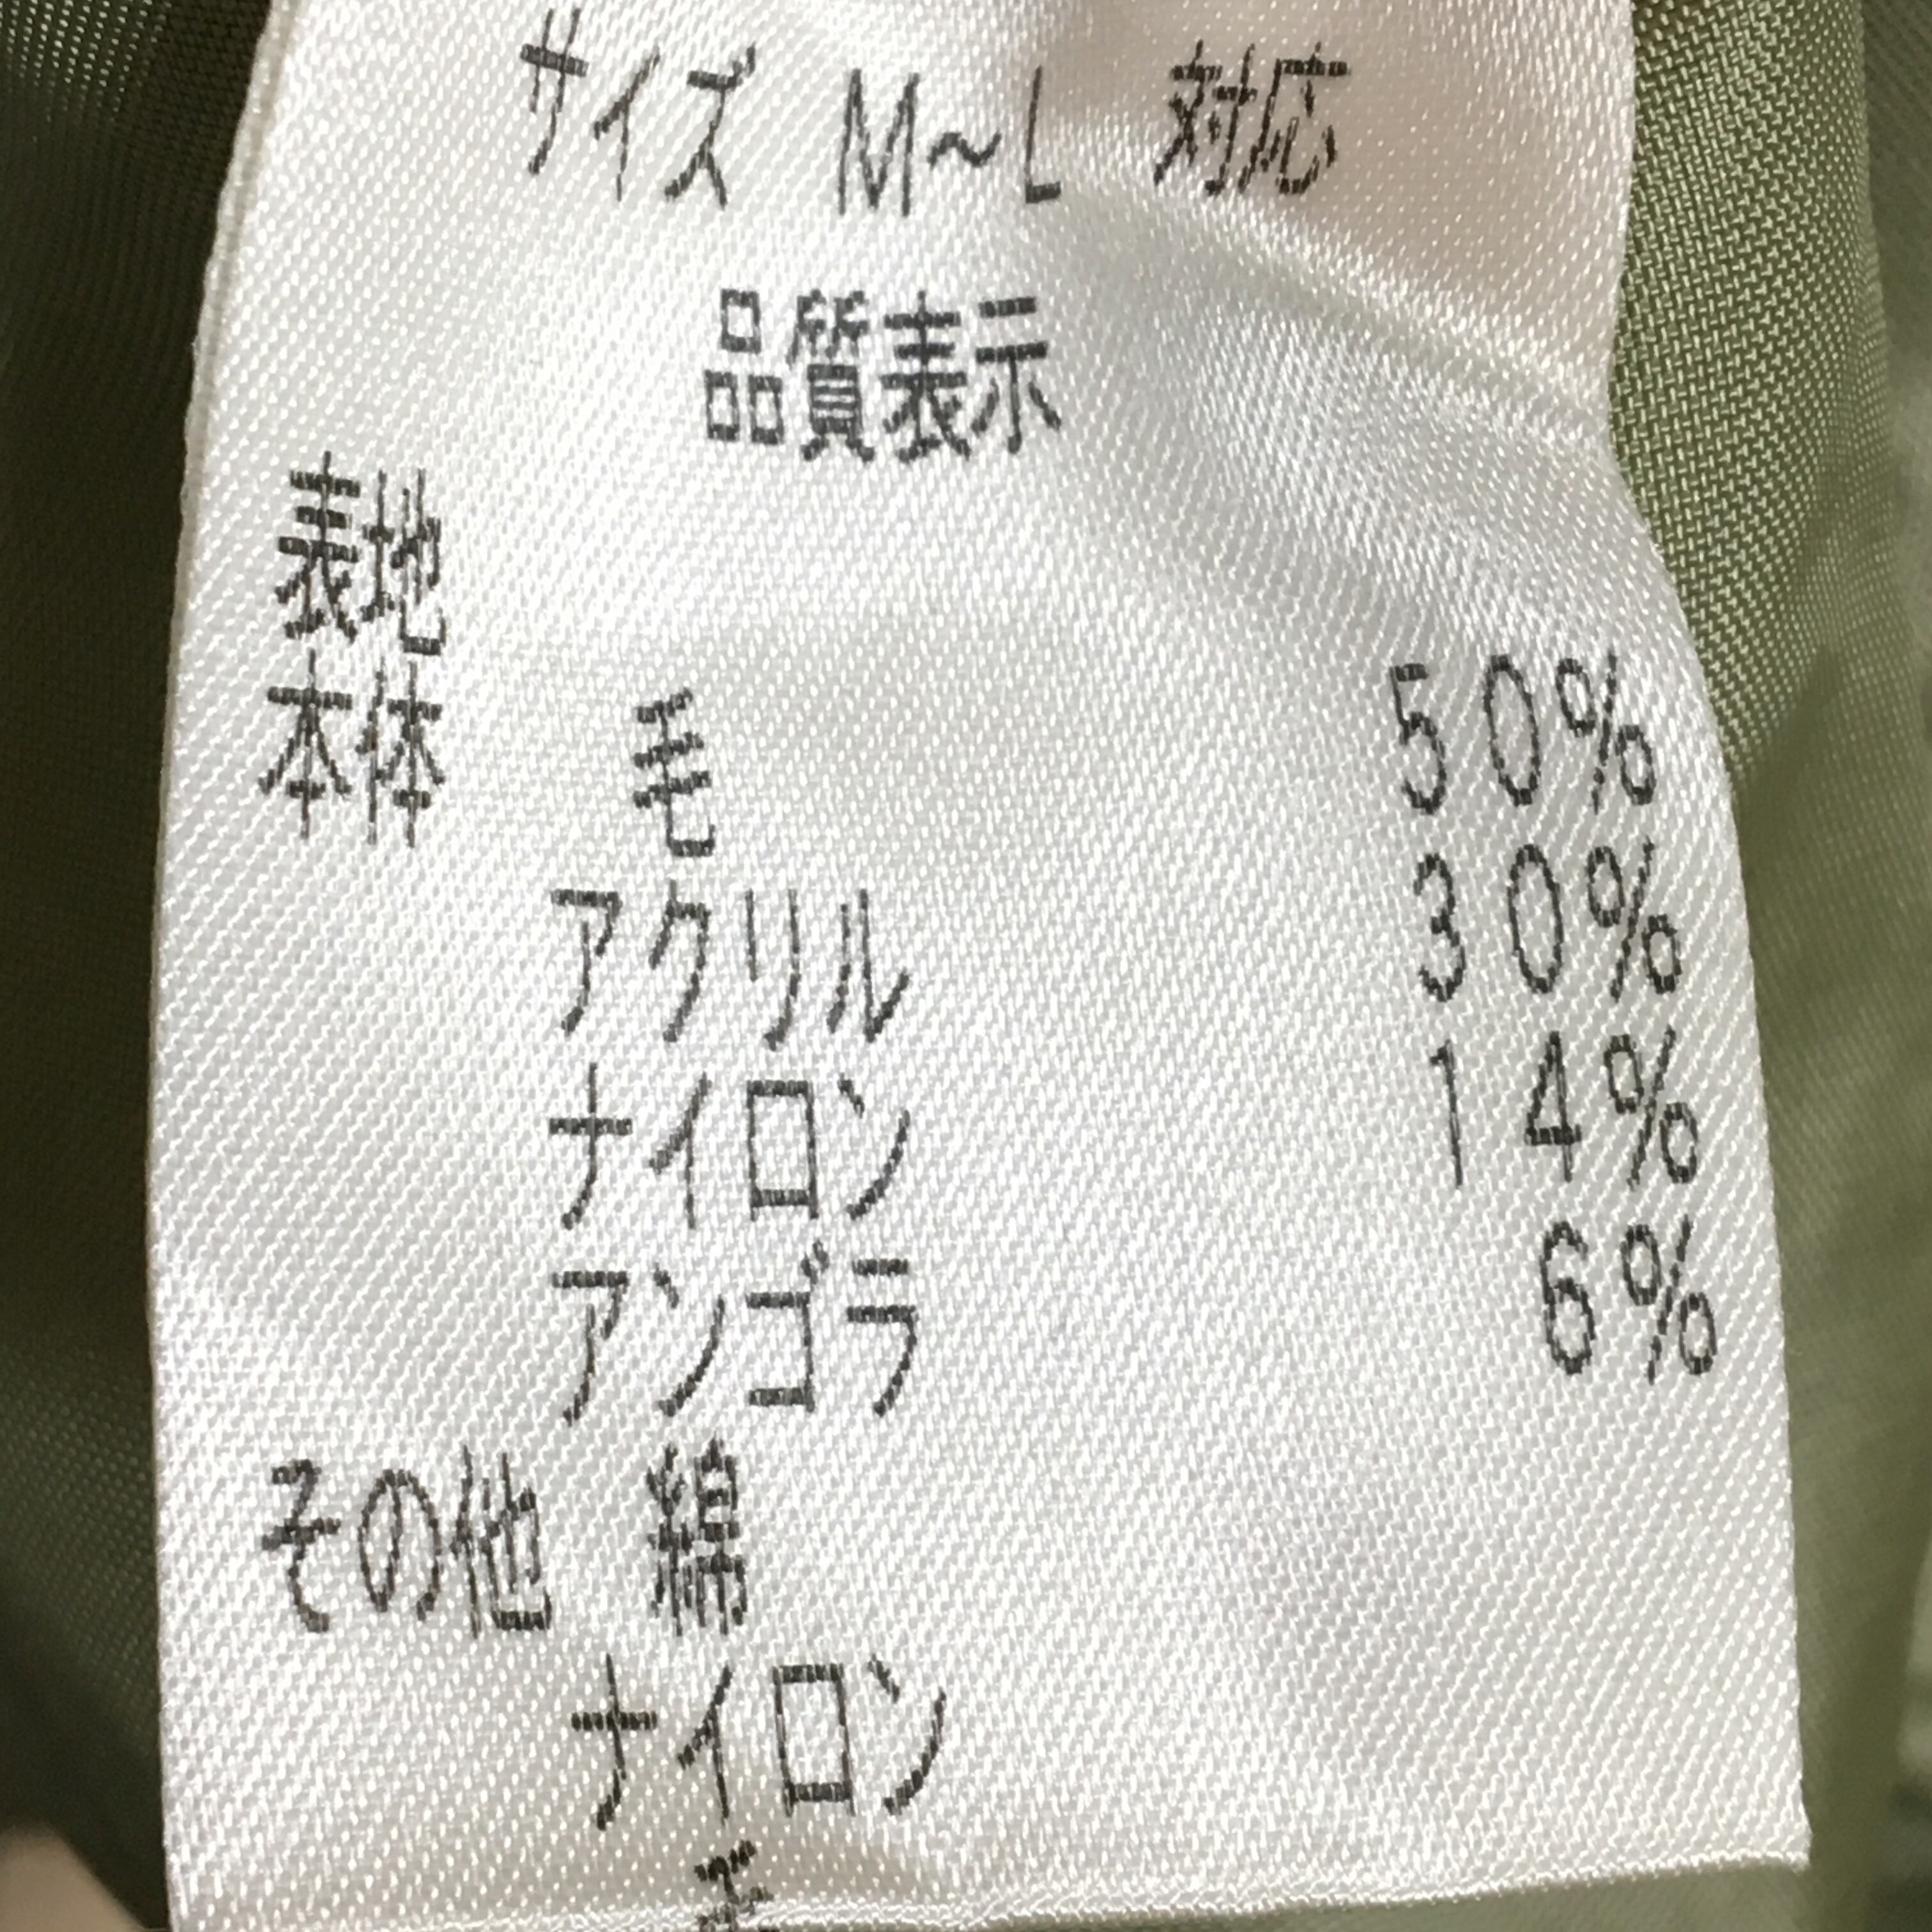 サイズ M~L 対応
品質表示
表地
本体 毛 50%
アクリル 30%
ナイロン 14%
アンゴラ 6%
その他 綿
ナイロン